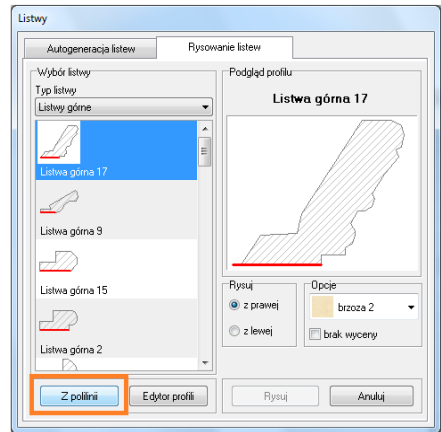 Listwy
Autogeneracja listew
Rysowanie listew
Wybór listwy
Typ listwy
Listwy górne
Listwa górna 17
Listwa górna 9
Listwa górna 15
Listwa górna 2
Podgląd profilu
Listwa górna 17
Rysuj
z prawej
z lewej
Opcje
brzoza 2
brak wyceny
Z polilinii
Edytor profili
Rysuj
Anuluj